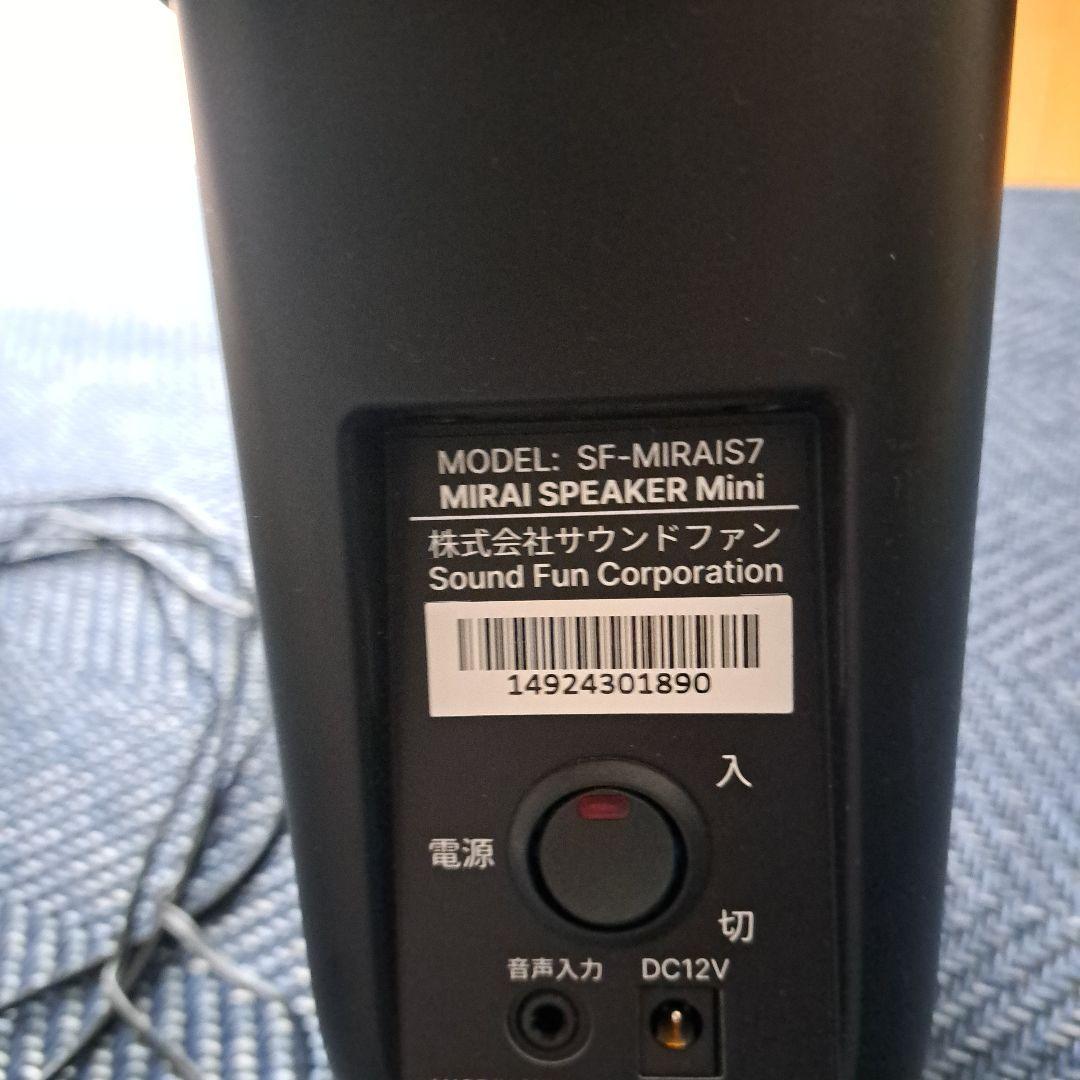 MODEL: SF-MIRAIS7
MIRAI SPEAKER Mini
株式会社サウンドファン
Sound Fun Corporation
14924301890
入
電源
切
音声入力 DC12V